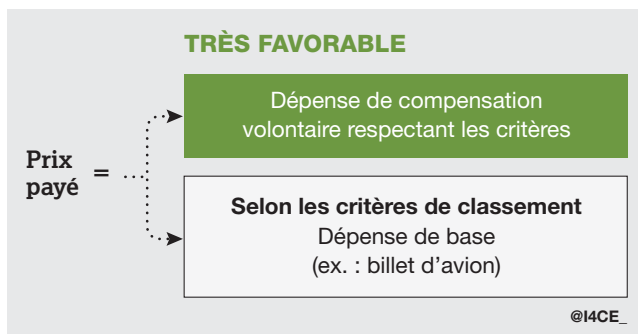 TRÈS FAVORABLE
Dépense de compensation
volontaire respectant les critères
Prix
payé =
Selon les critères de classement
Dépense de base
(ex. : billet d’avion)
@I4CE_